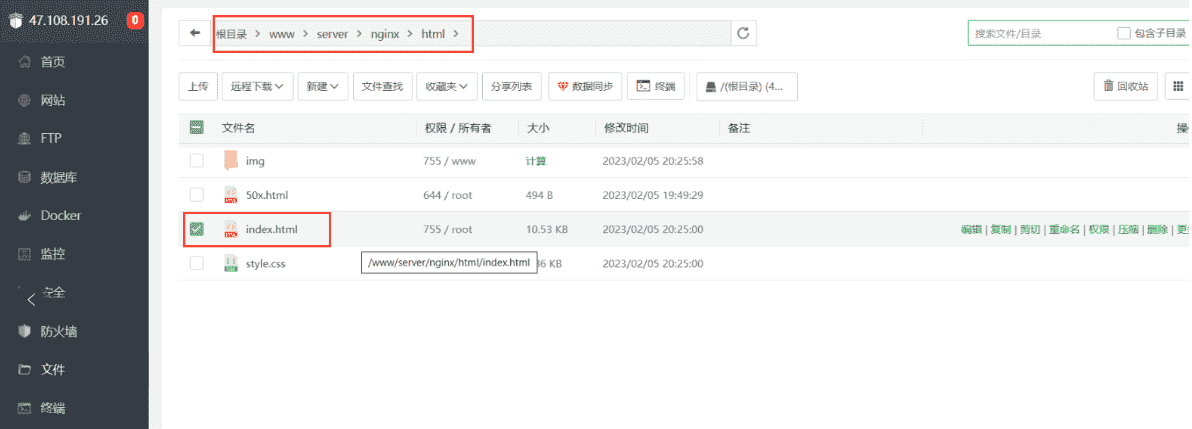 47.108.191.26 0
根目录 > www > server > nginx > html >
搜索文件/目录 包含子目录
首页
网站
FTP
数据库
Docker
监控
安全
防火墙
文件
终端
上传 远程下载 新建 文件查找 收藏夹 分享列表 数据同步 终端 /(根目录) (4... 回收站
文件名 权限 / 所有者 大小 修改时间 备注 操
img 755 / www 计算 2023/02/05 20:25:58
50x.html 644 / root 494 B 2023/02/05 19:49:29
index.html 755 / root 10.53 KB 2023/02/05 20:25:00 编辑 | 复制 | 剪切 | 重命名 | 权限 | 压缩 | 删除 | 更
style.css 36 KB 2023/02/05 20:25:00
/www/server/nginx/html/index.html